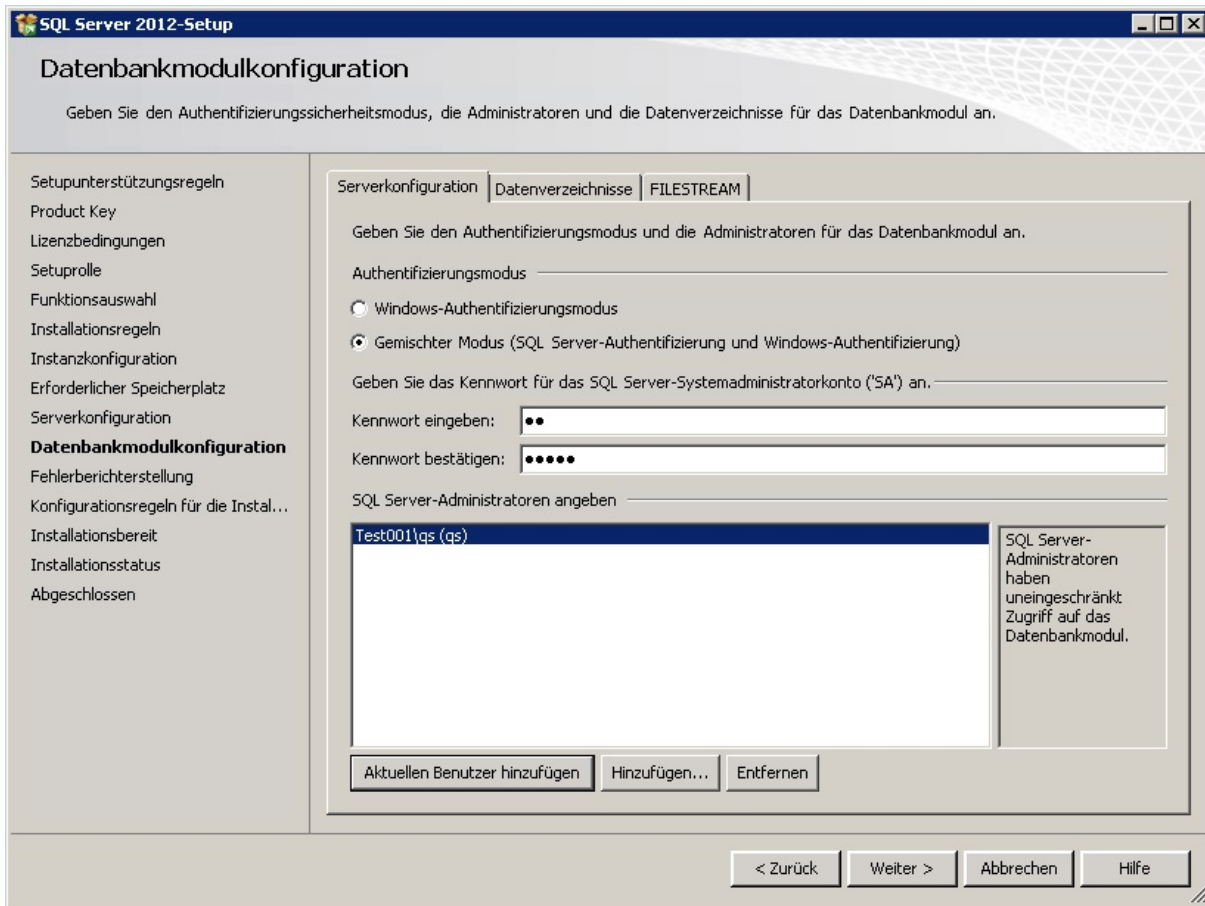 SQL Server 2012-Setup
Datenbankmodulkonfiguration
Geben Sie den Authentifizierungssicherheitsmodus, die Administratoren und die Datenverzeichnisse für das Datenbankmodul an.
Setupunterstützungsregeln
Product Key
Lizenzbedingungen
Setuprolle
Funktionsauswahl
Installationsregeln
Instanzkonfiguration
Erforderlicher Speicherplatz
Serverkonfiguration
Datenbankmodulkonfiguration
Fehlerberichterstellung
Konfigurationsregeln für die Instal...
Installationsbereit
Installationsstatus
Abgeschlossen
Serverkonfiguration Datenverzeichnisse FILESTREAM
Geben Sie den Authentifizierungsmodus und die Administratoren für das Datenbankmodul an.
Authentifizierungsmodus
Windows-Authentifizierungsmodus
Gemischter Modus (SQL Server-Authentifizierung und Windows-Authentifizierung)
Geben Sie das Kennwort für das SQL Server-Systemadministratorkonto ('SA') an.
Kennwort eingeben: ●●
Kennwort bestätigen: ●●●●●
SQL Server-Administratoren angeben
Test001\qs (qs)
SQL Server-
Administratoren
haben
uneingeschränkt
Zugriff auf das
Datenbankmodul.
Aktuellen Benutzer hinzufügen Hinzufügen... Entfernen
< Zurück Weiter > Abbrechen Hilfe